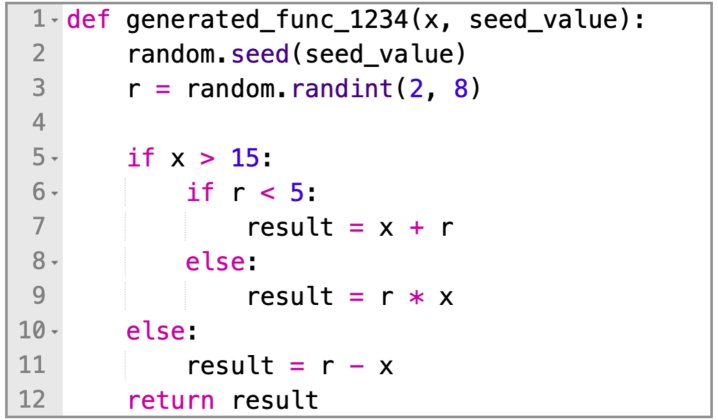 1 def generated_func_1234(x, seed_value):
2     random.seed(seed_value)
3     r = random.randint(2, 8)
4
5     if x > 15:
6         if r < 5:
7             result = x + r
8         else:
9             result = r * x
10     else:
11         result = r - x
12     return result